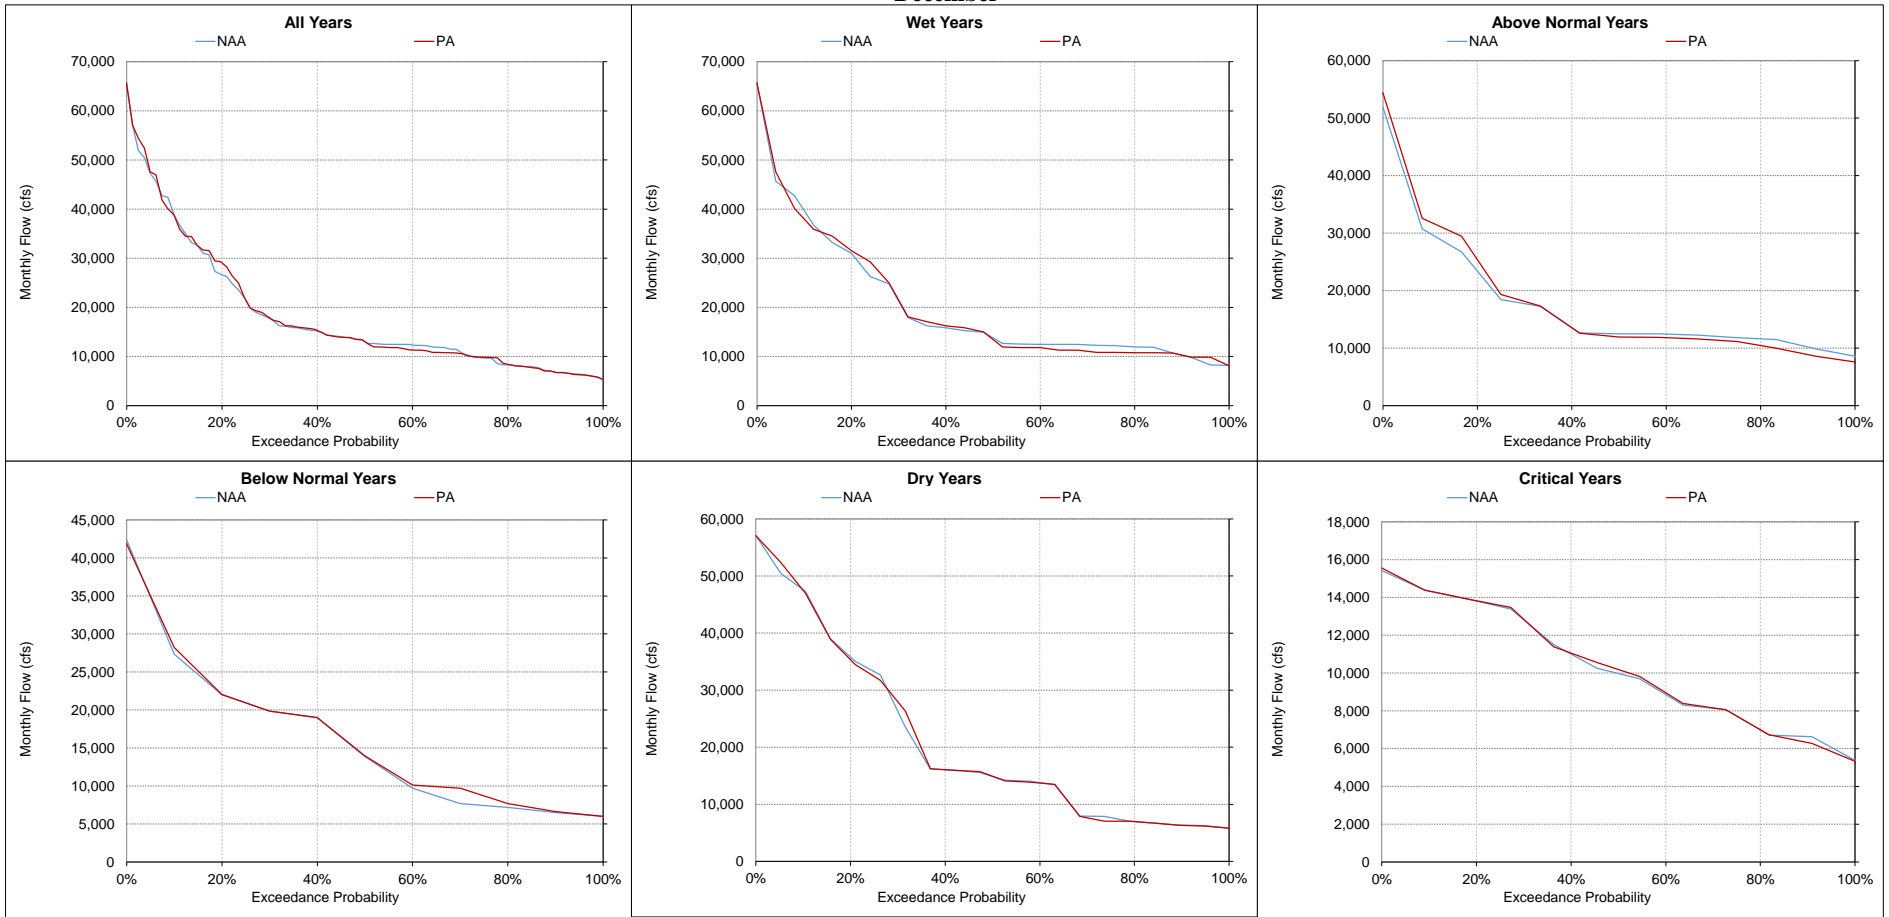 December
All Years
NAA PA
70,000
60,000
50,000
40,000
30,000
20,000
10,000
0
Monthly Flow (cfs)
0% 20% 40% 60% 80% 100%
Exceedance Probability
Wet Years
NAA PA
70,000
60,000
50,000
40,000
30,000
20,000
10,000
0
Monthly Flow (cfs)
0% 20% 40% 60% 80% 100%
Exceedance Probability
Above Normal Years
NAA PA
60,000
50,000
40,000
30,000
20,000
10,000
0
Monthly Flow (cfs)
0% 20% 40% 60% 80% 100%
Exceedance Probability
Below Normal Years
NAA PA
45,000
40,000
35,000
30,000
25,000
20,000
15,000
10,000
5,000
0
Monthly Flow (cfs)
0% 20% 40% 60% 80% 100%
Exceedance Probability
Dry Years
NAA PA
60,000
50,000
40,000
30,000
20,000
10,000
0
Monthly Flow (cfs)
0% 20% 40% 60% 80% 100%
Exceedance Probability
Critical Years
NAA PA
18,000
16,000
14,000
12,000
10,000
8,000
6,000
4,000
2,000
0
Monthly Flow (cfs)
0% 20% 40% 60% 80% 100%
Exceedance Probability